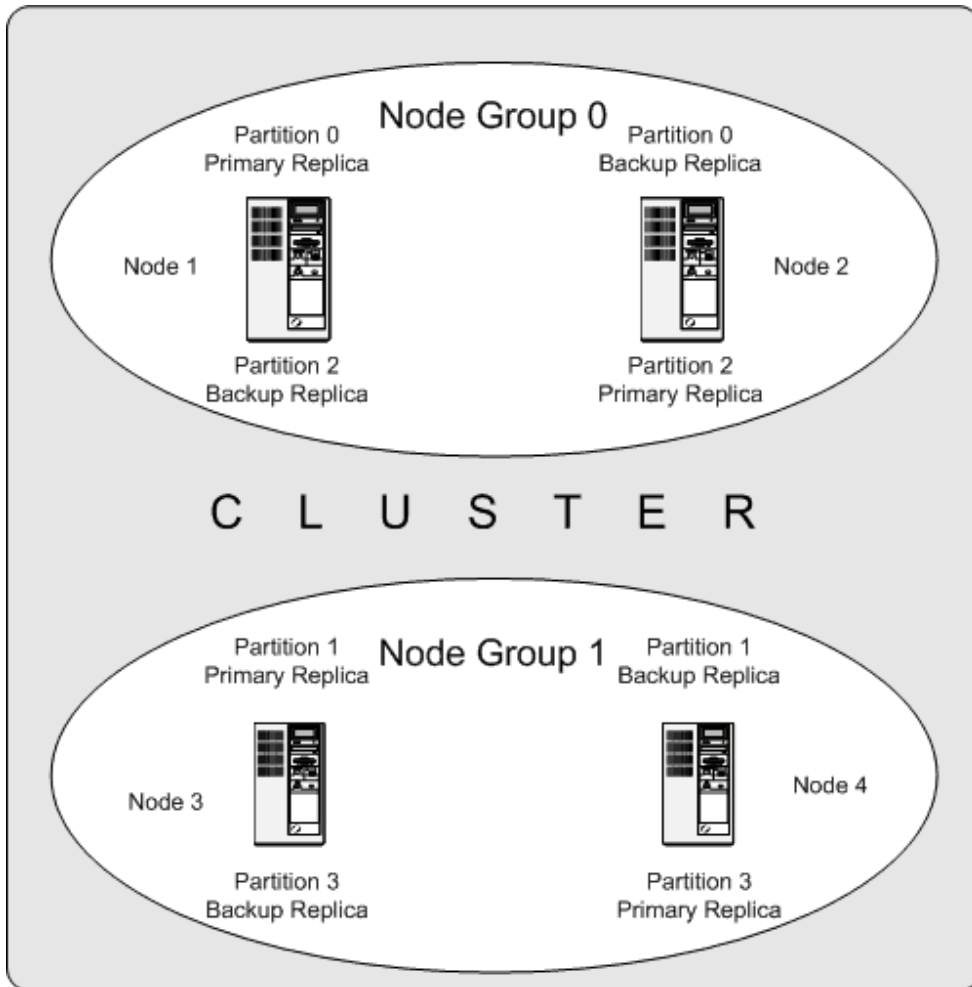 Node Group 0
Partition 0
Primary Replica
Partition 0
Backup Replica
Node 1
Node 2
Partition 2
Backup Replica
Partition 2
Primary Replica
C L U S T E R
Node Group 1
Partition 1
Primary Replica
Partition 1
Backup Replica
Node 3
Node 4
Partition 3
Backup Replica
Partition 3
Primary Replica